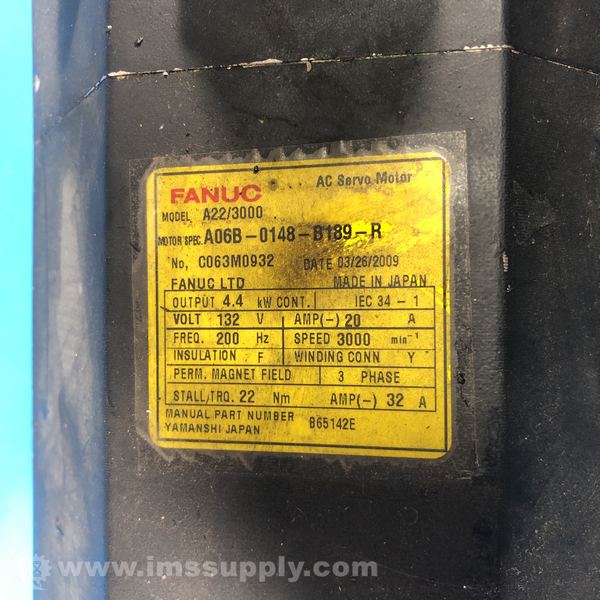 FANUC AC Servo Motor
MODEL A22/3000
MOTOR SPEC. A06B-0148-B189-R
No. C063M0932 DATE 03/26/2009
FANUC LTD MADE IN JAPAN
OUTPUT 4.4 kW CONT. IEC 34-1
VOLT 132 V AMP(~) 20 A
FREQ. 200 Hz SPEED 3000 min⁻¹
INSULATION F WINDING CONN Y
PERM. MAGNET FIELD 3 PHASE
STALL/TRQ. 22 Nm AMP(~) 32 A
MANUAL PART NUMBER B65142E
YAMANSHI JAPAN
www.imssupply.com